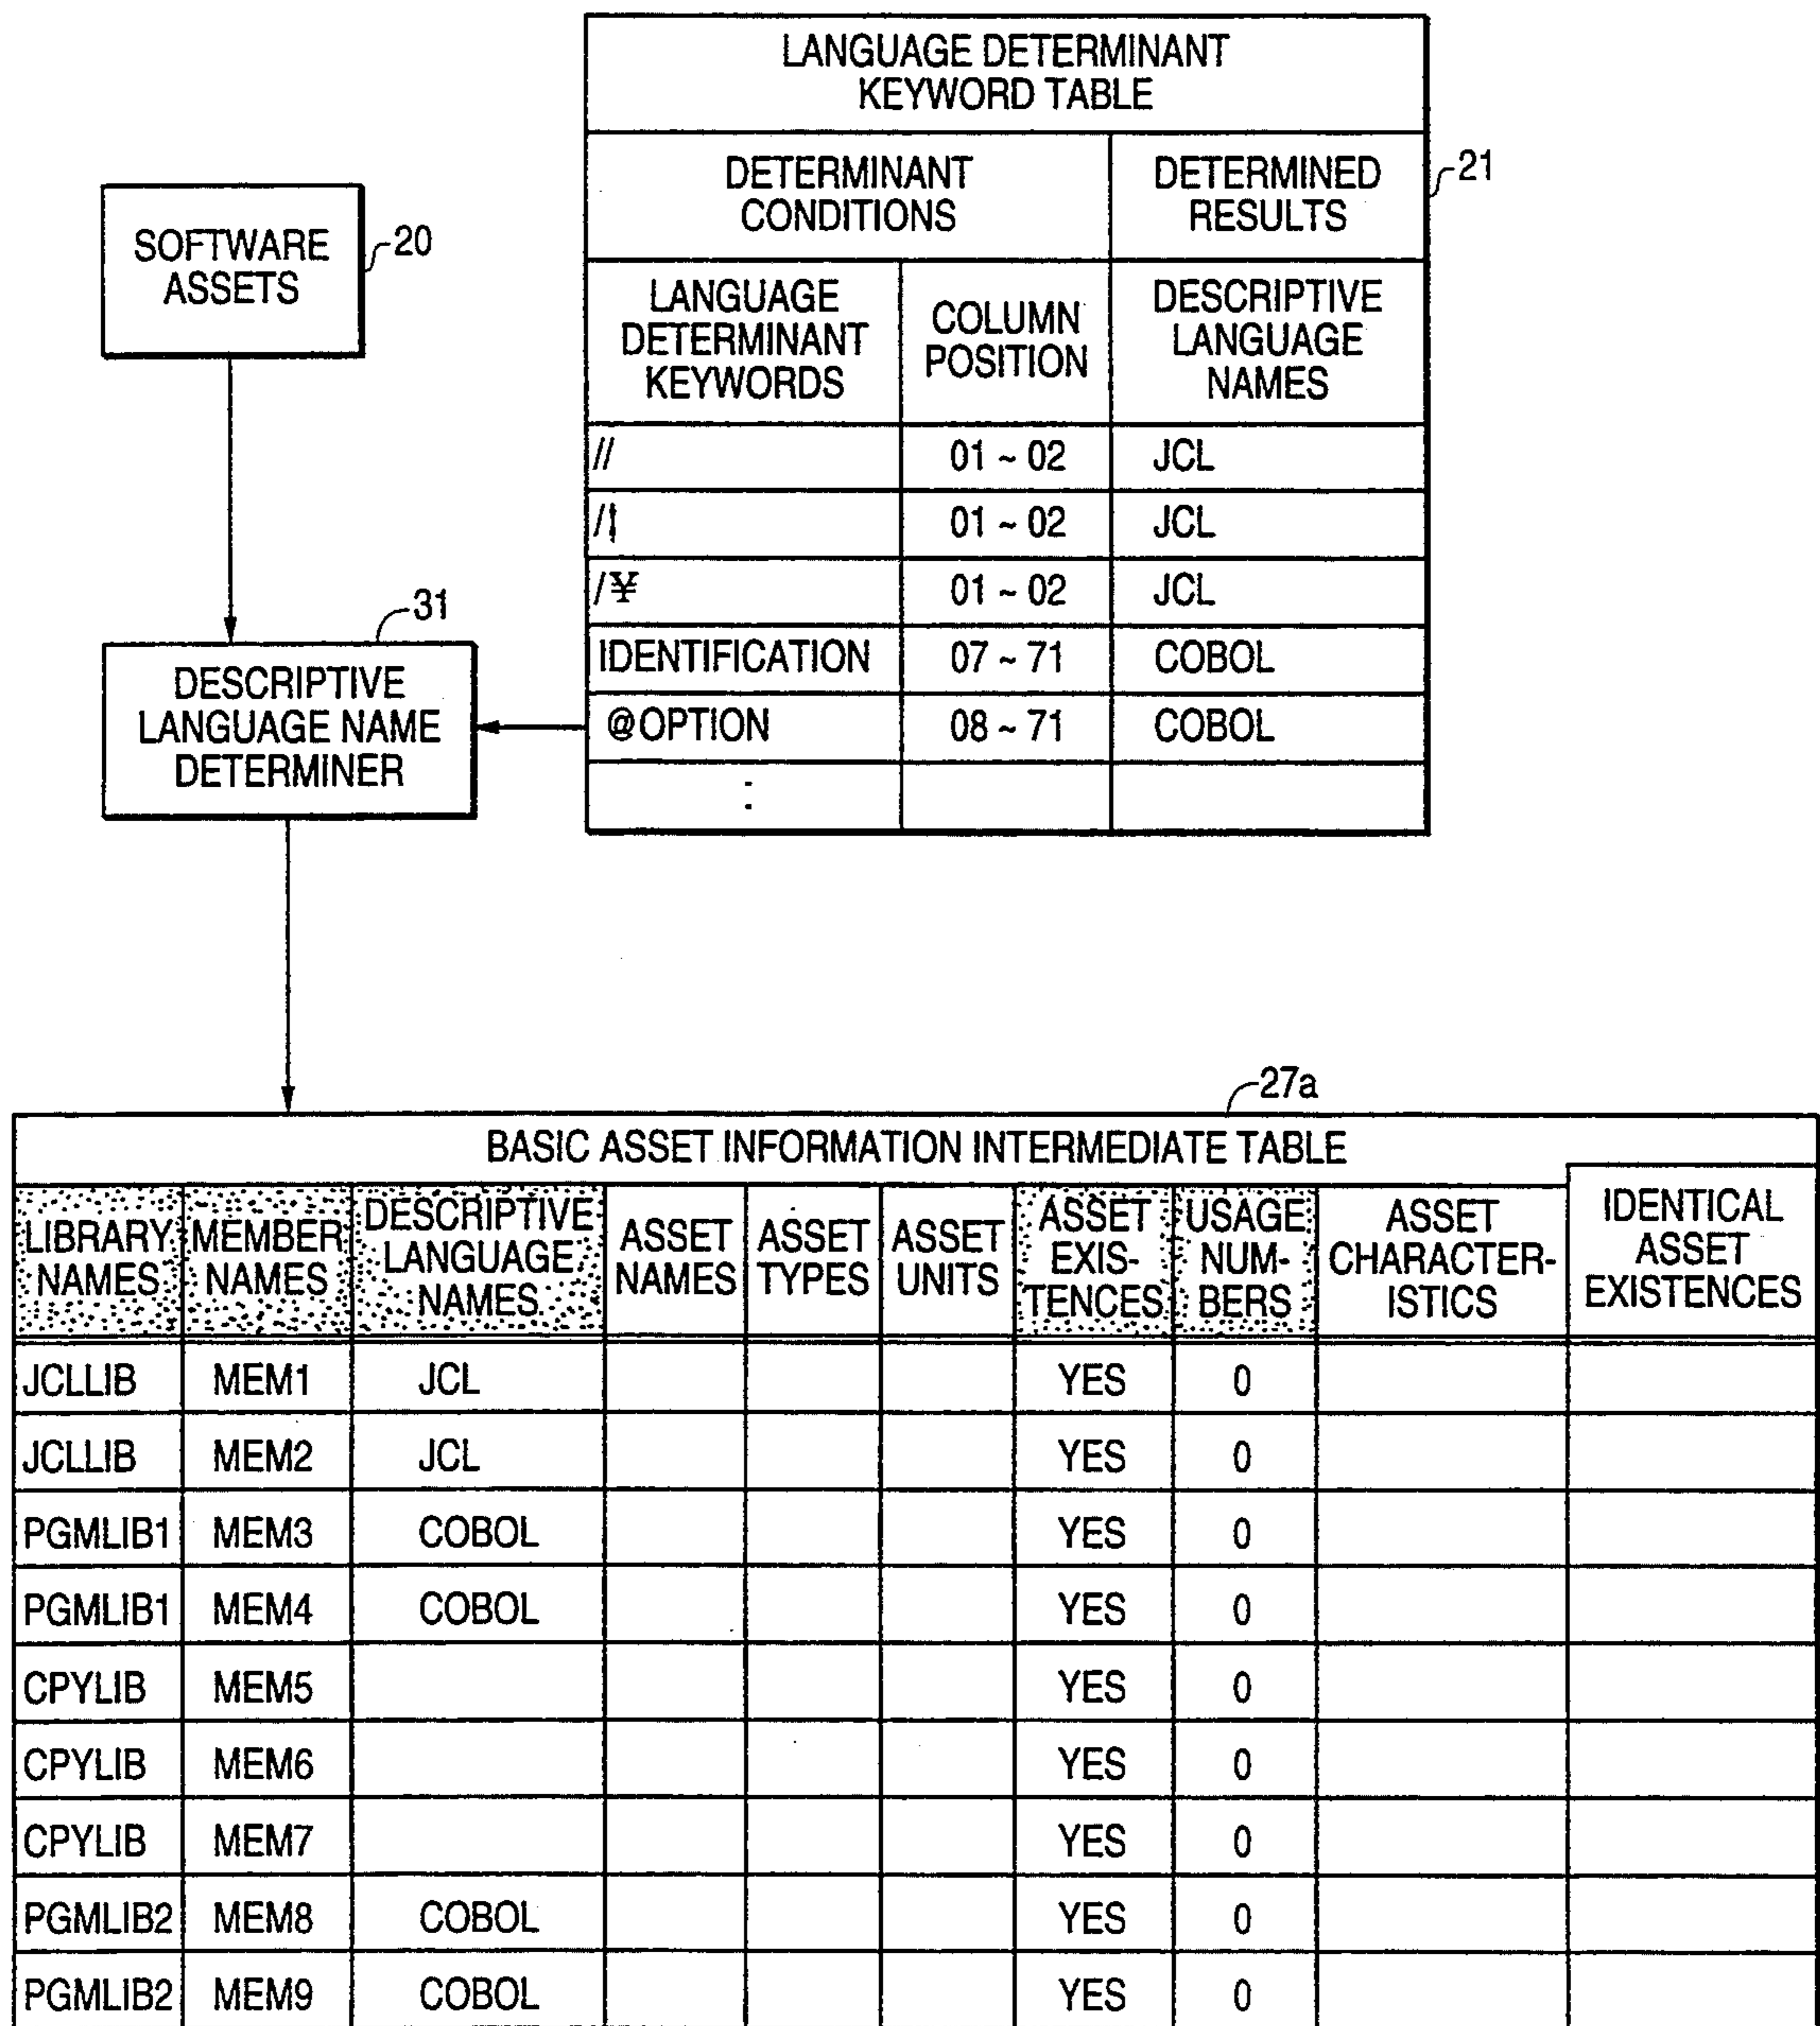 LANGUAGE DETERMINANT
KEYWORD TABLE
DETERMINANT
CONDITIONS
DETERMINED
RESULTS
21
LANGUAGE
DETERMINANT
KEYWORDS
COLUMN
POSITION
DESCRIPTIVE
LANGUAGE
NAMES
// 01 ~ 02 JCL
/ 01 ~ 02 JCL
/¥ 01 ~ 02 JCL
IDENTIFICATION 07 ~ 71 COBOL
@OPTION 08 ~ 71 COBOL
:
SOFTWARE
ASSETS
20
31
DESCRIPTIVE
LANGUAGE NAME
DETERMINER
27a
BASIC ASSET INFORMATION INTERMEDIATE TABLE
LIBRARY
NAMES
MEMBER
NAMES
DESCRIPTIVE
LANGUAGE
NAMES
ASSET
NAMES
ASSET
TYPES
ASSET
UNITS
ASSET
EXIS-
TENCES
USAGE
NUM-
BERS
ASSET
CHARACTER-
ISTICS
IDENTICAL
ASSET
EXISTENCES
JCLLIB MEM1 JCL YES 0
JCLLIB MEM2 JCL YES 0
PGMLIB1 MEM3 COBOL YES 0
PGMLIB1 MEM4 COBOL YES 0
CPYLIB MEM5 YES 0
CPYLIB MEM6 YES 0
CPYLIB MEM7 YES 0
PGMLIB2 MEM8 COBOL YES 0
PGMLIB2 MEM9 COBOL YES 0